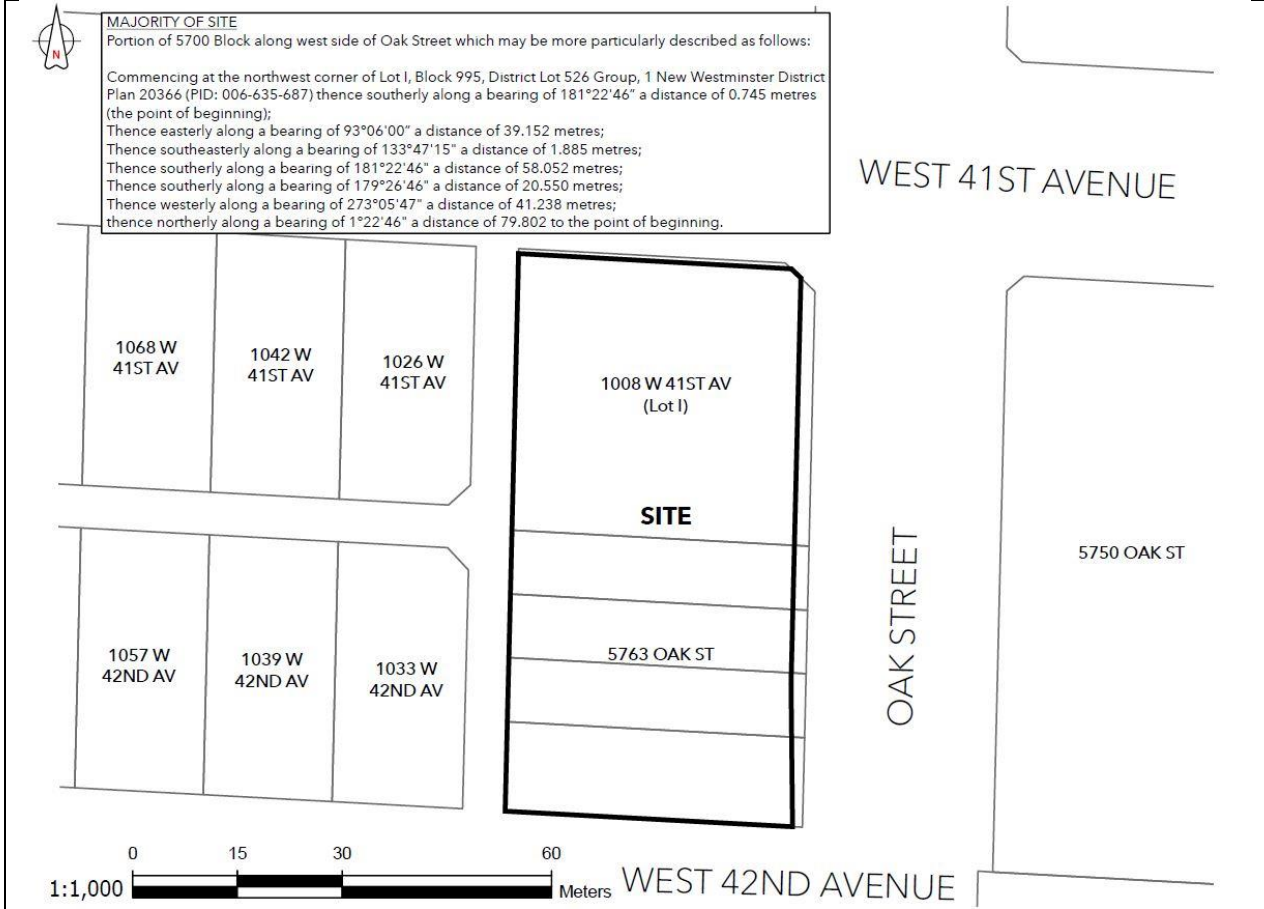 N
MAJORITY OF SITE
Portion of 5700 Block along west side of Oak Street which may be more particularly described as follows:
Commencing at the northwest corner of Lot I, Block 995, District Lot 526 Group, 1 New Westminster District
Plan 20366 (PID: 006-635-687) thence southerly along a bearing of 181°22'46" a distance of 0.745 metres
(the point of beginning);
Thence easterly along a bearing of 93°06'00" a distance of 39.152 metres;
Thence southeasterly along a bearing of 133°47'15" a distance of 1.885 metres;
Thence southerly along a bearing of 181°22'46" a distance of 58.052 metres;
Thence southerly along a bearing of 179°26'46" a distance of 20.550 metres;
Thence westerly along a bearing of 273°05'47" a distance of 41.238 metres;
thence northerly along a bearing of 1°22'46" a distance of 79.802 to the point of beginning.
WEST 41ST AVENUE
1068 W
41ST AV
1042 W
41ST AV
1026 W
41ST AV
1008 W 41ST AV
(Lot I)
SITE
OAK STREET
5750 OAK ST
1057 W
42ND AV
1039 W
42ND AV
1033 W
42ND AV
5763 OAK ST
0 15 30 60
1:1,000 Meters
WEST 42ND AVENUE